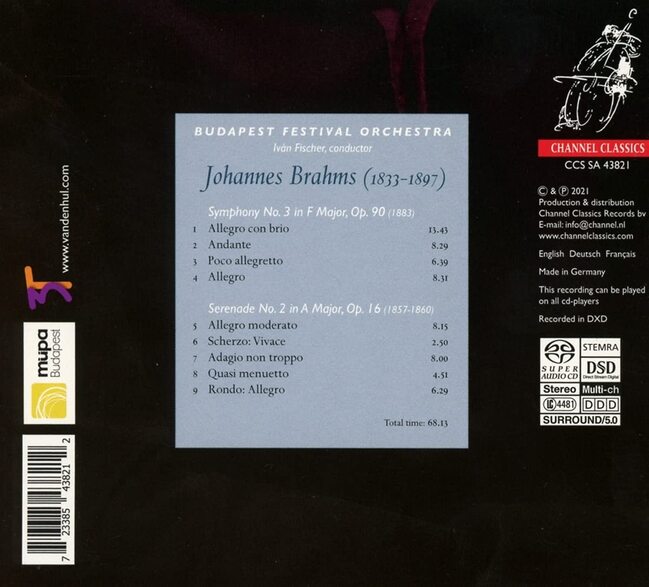 BUDAPEST FESTIVAL ORCHESTRA
Iván Fischer, conductor
Johannes Brahms (1833-1897)
Symphony No. 3 in F Major, Op. 90 (1883)
1 Allegro con brio 13.43
2 Andante 8.29
3 Poco allegretto 6.39
4 Allegro 8.31
Serenade No. 2 in A Major, Op. 16 (1857-1860)
5 Allegro moderato 8.15
6 Scherzo: Vivace 2.50
7 Adagio non troppo 8.00
8 Quasi menuetto 4.51
9 Rondo: Allegro 6.29
Total time: 68.13
CHANNEL CLASSICS
CCS SA 43821
© & ℗ 2021
Production & distribution
Channel Classics Records bv
E-mail: info@channel.nl
www.channelclassics.com
English Deutsch Français
Made in Germany
This recording can be played
on all cd-players
Recorded in DXD
SUPER AUDIO CD
STEMRA
DSD
Direct Stream Digital
Stereo Multi-ch
LC 4481 DDD
SURROUND/5.0
www.vandenhul.com
müpa
Budapest
7 23385 43821 2